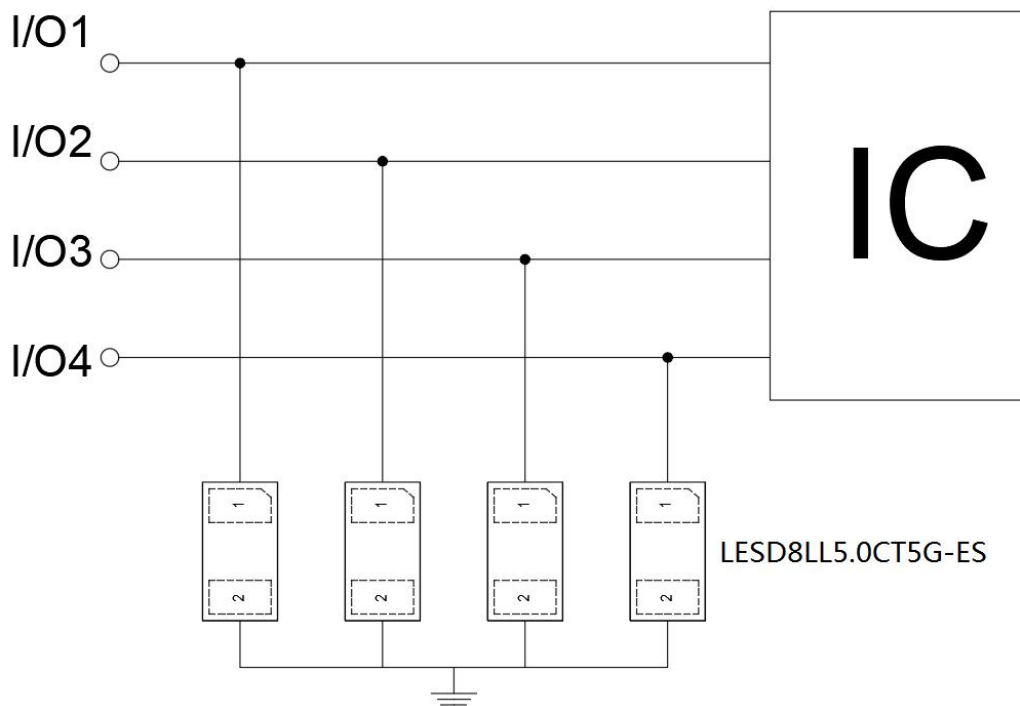 I/O1
I/O2
I/O3
I/O4
IC
1 1 1 1
2 2 2 2
LESD8LL5.0CT5G-ES